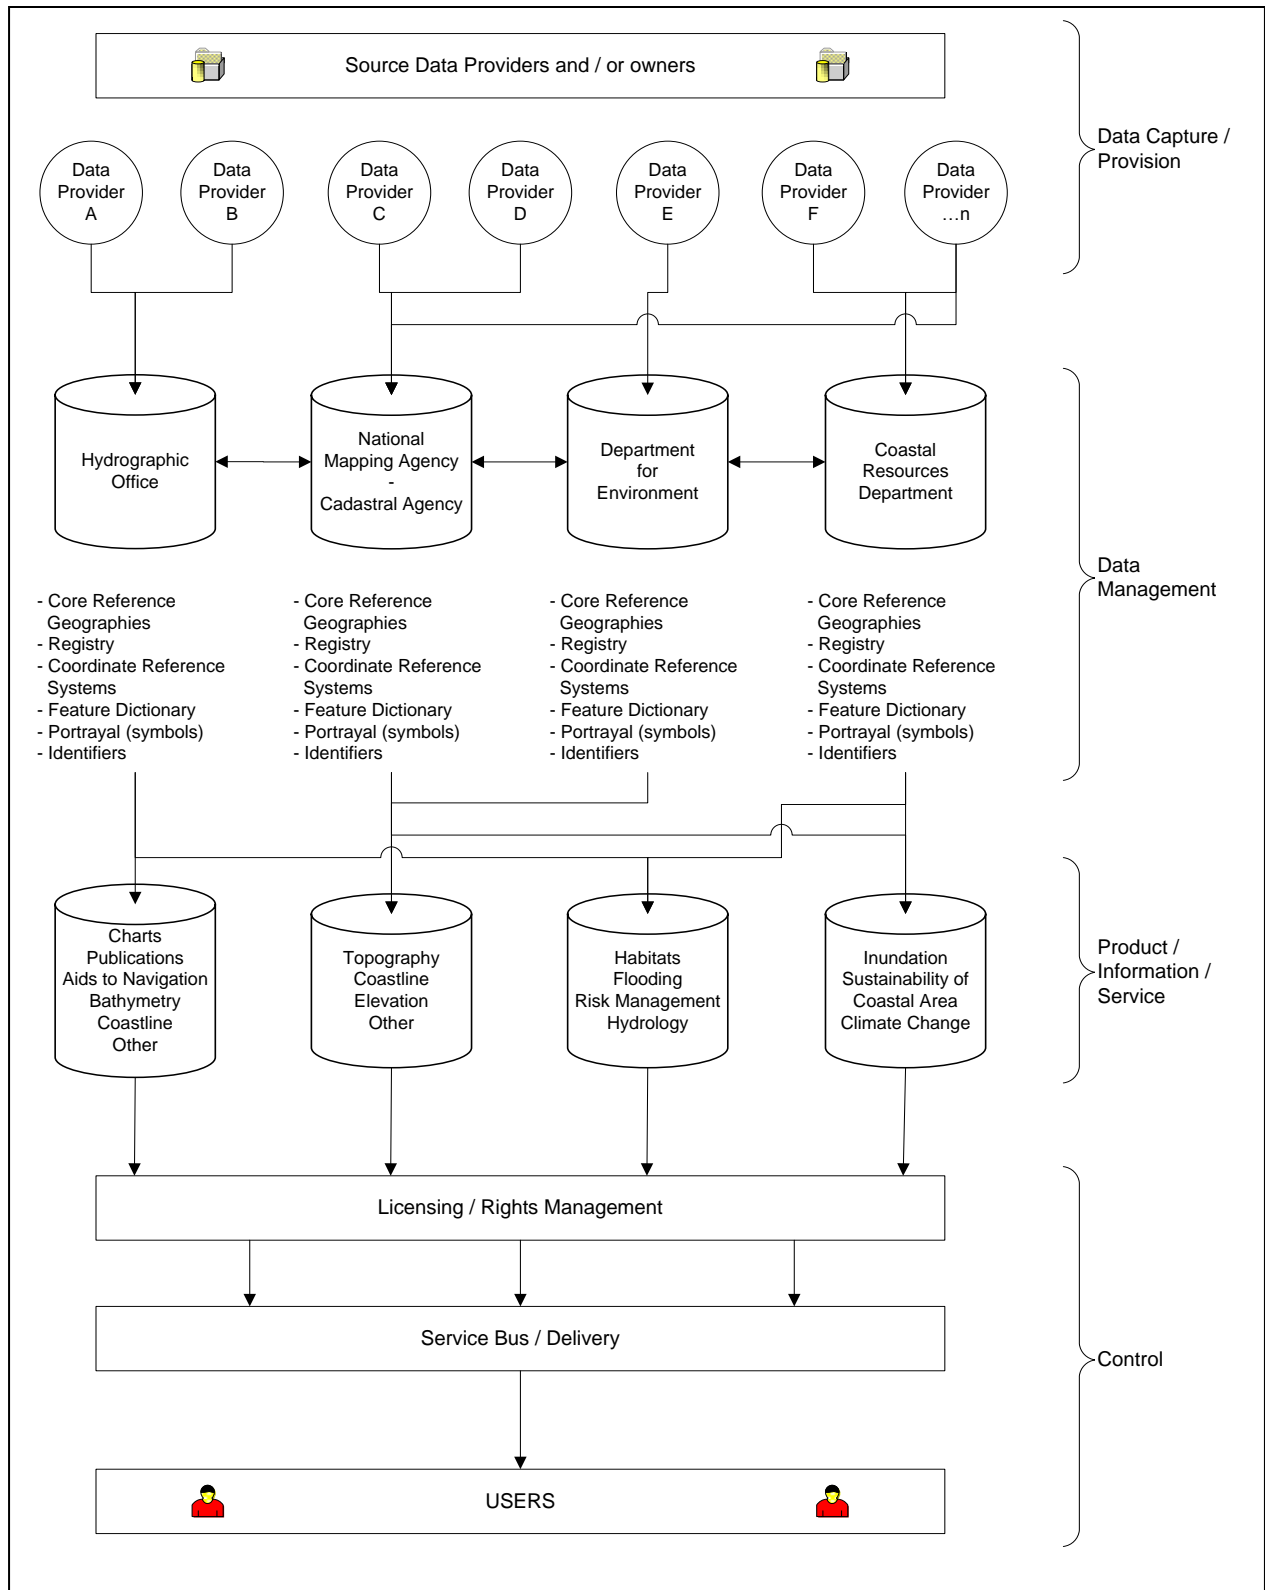 Source Data Providers and / or owners
Data Capture /
Provision
Data
Provider
A
Data
Provider
B
Data
Provider
C
Data
Provider
D
Data
Provider
E
Data
Provider
F
Data
Provider
…n
Hydrographic
Office
National
Mapping Agency
-
Cadastral Agency
Department
for
Environment
Coastal
Resources
Department
Data
Management
- Core Reference
Geographies
- Registry
- Coordinate Reference
Systems
- Feature Dictionary
- Portrayal (symbols)
- Identifiers
- Core Reference
Geographies
- Registry
- Coordinate Reference
Systems
- Feature Dictionary
- Portrayal (symbols)
- Identifiers
- Core Reference
Geographies
- Registry
- Coordinate Reference
Systems
- Feature Dictionary
- Portrayal (symbols)
- Identifiers
- Core Reference
Geographies
- Registry
- Coordinate Reference
Systems
- Feature Dictionary
- Portrayal (symbols)
- Identifiers
Charts
Publications
Aids to Navigation
Bathymetry
Coastline
Other
Topography
Coastline
Elevation
Other
Habitats
Flooding
Risk Management
Hydrology
Inundation
Sustainability of
Coastal Area
Climate Change
Product /
Information /
Service
Licensing / Rights Management
Service Bus / Delivery
Control
USERS